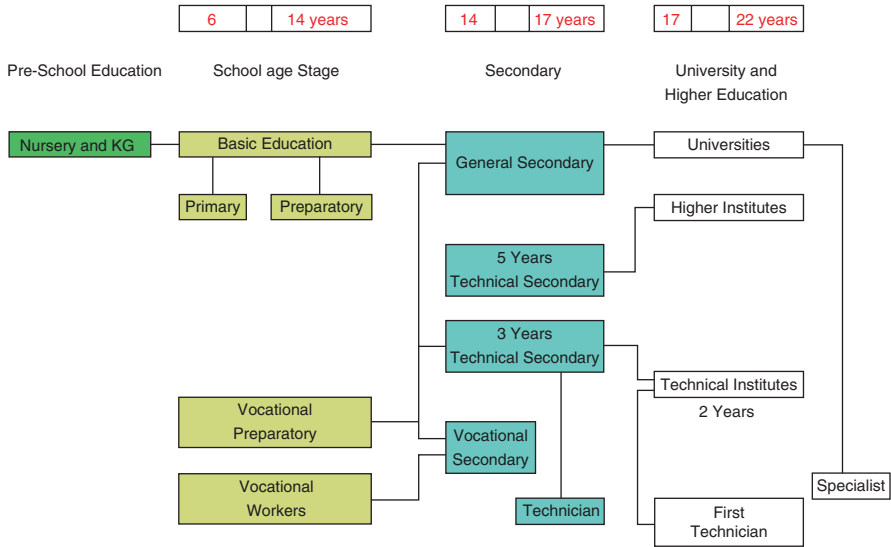 6 14 years 14 17 years 17 22 years
Pre-School Education School age Stage Secondary University and
Higher Education
Nursery and KG Basic Education General Secondary Universities
Primary Preparatory
Higher Institutes
5 Years
Technical Secondary
3 Years
Technical Secondary
Technical Institutes
2 Years
Vocational
Preparatory
Vocational
Secondary
Vocational
Workers
Specialist
Technician
First
Technician